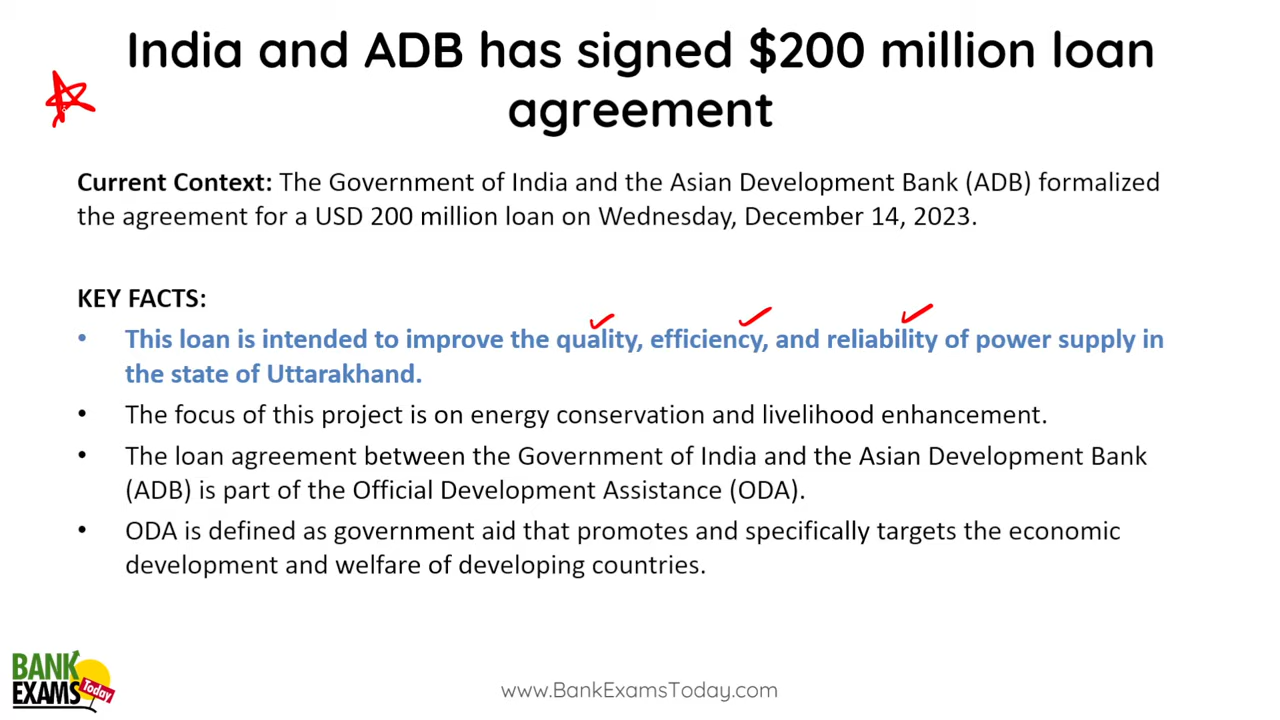 India and ADB has signed $200 million loan
agreement
Current Context: The Government of India and the Asian Development Bank (ADB) formalized
the agreement for a USD 200 million loan on Wednesday, December 14, 2023.
KEY FACTS:
• This loan is intended to improve the quality, efficiency, and reliability of power supply in
the state of Uttarakhand.
• The focus of this project is on energy conservation and livelihood enhancement.
• The loan agreement between the Government of India and the Asian Development Bank
(ADB) is part of the Official Development Assistance (ODA).
• ODA is defined as government aid that promotes and specifically targets the economic
development and welfare of developing countries.
BANK
EXAMS
Today
www.BankExamsToday.com